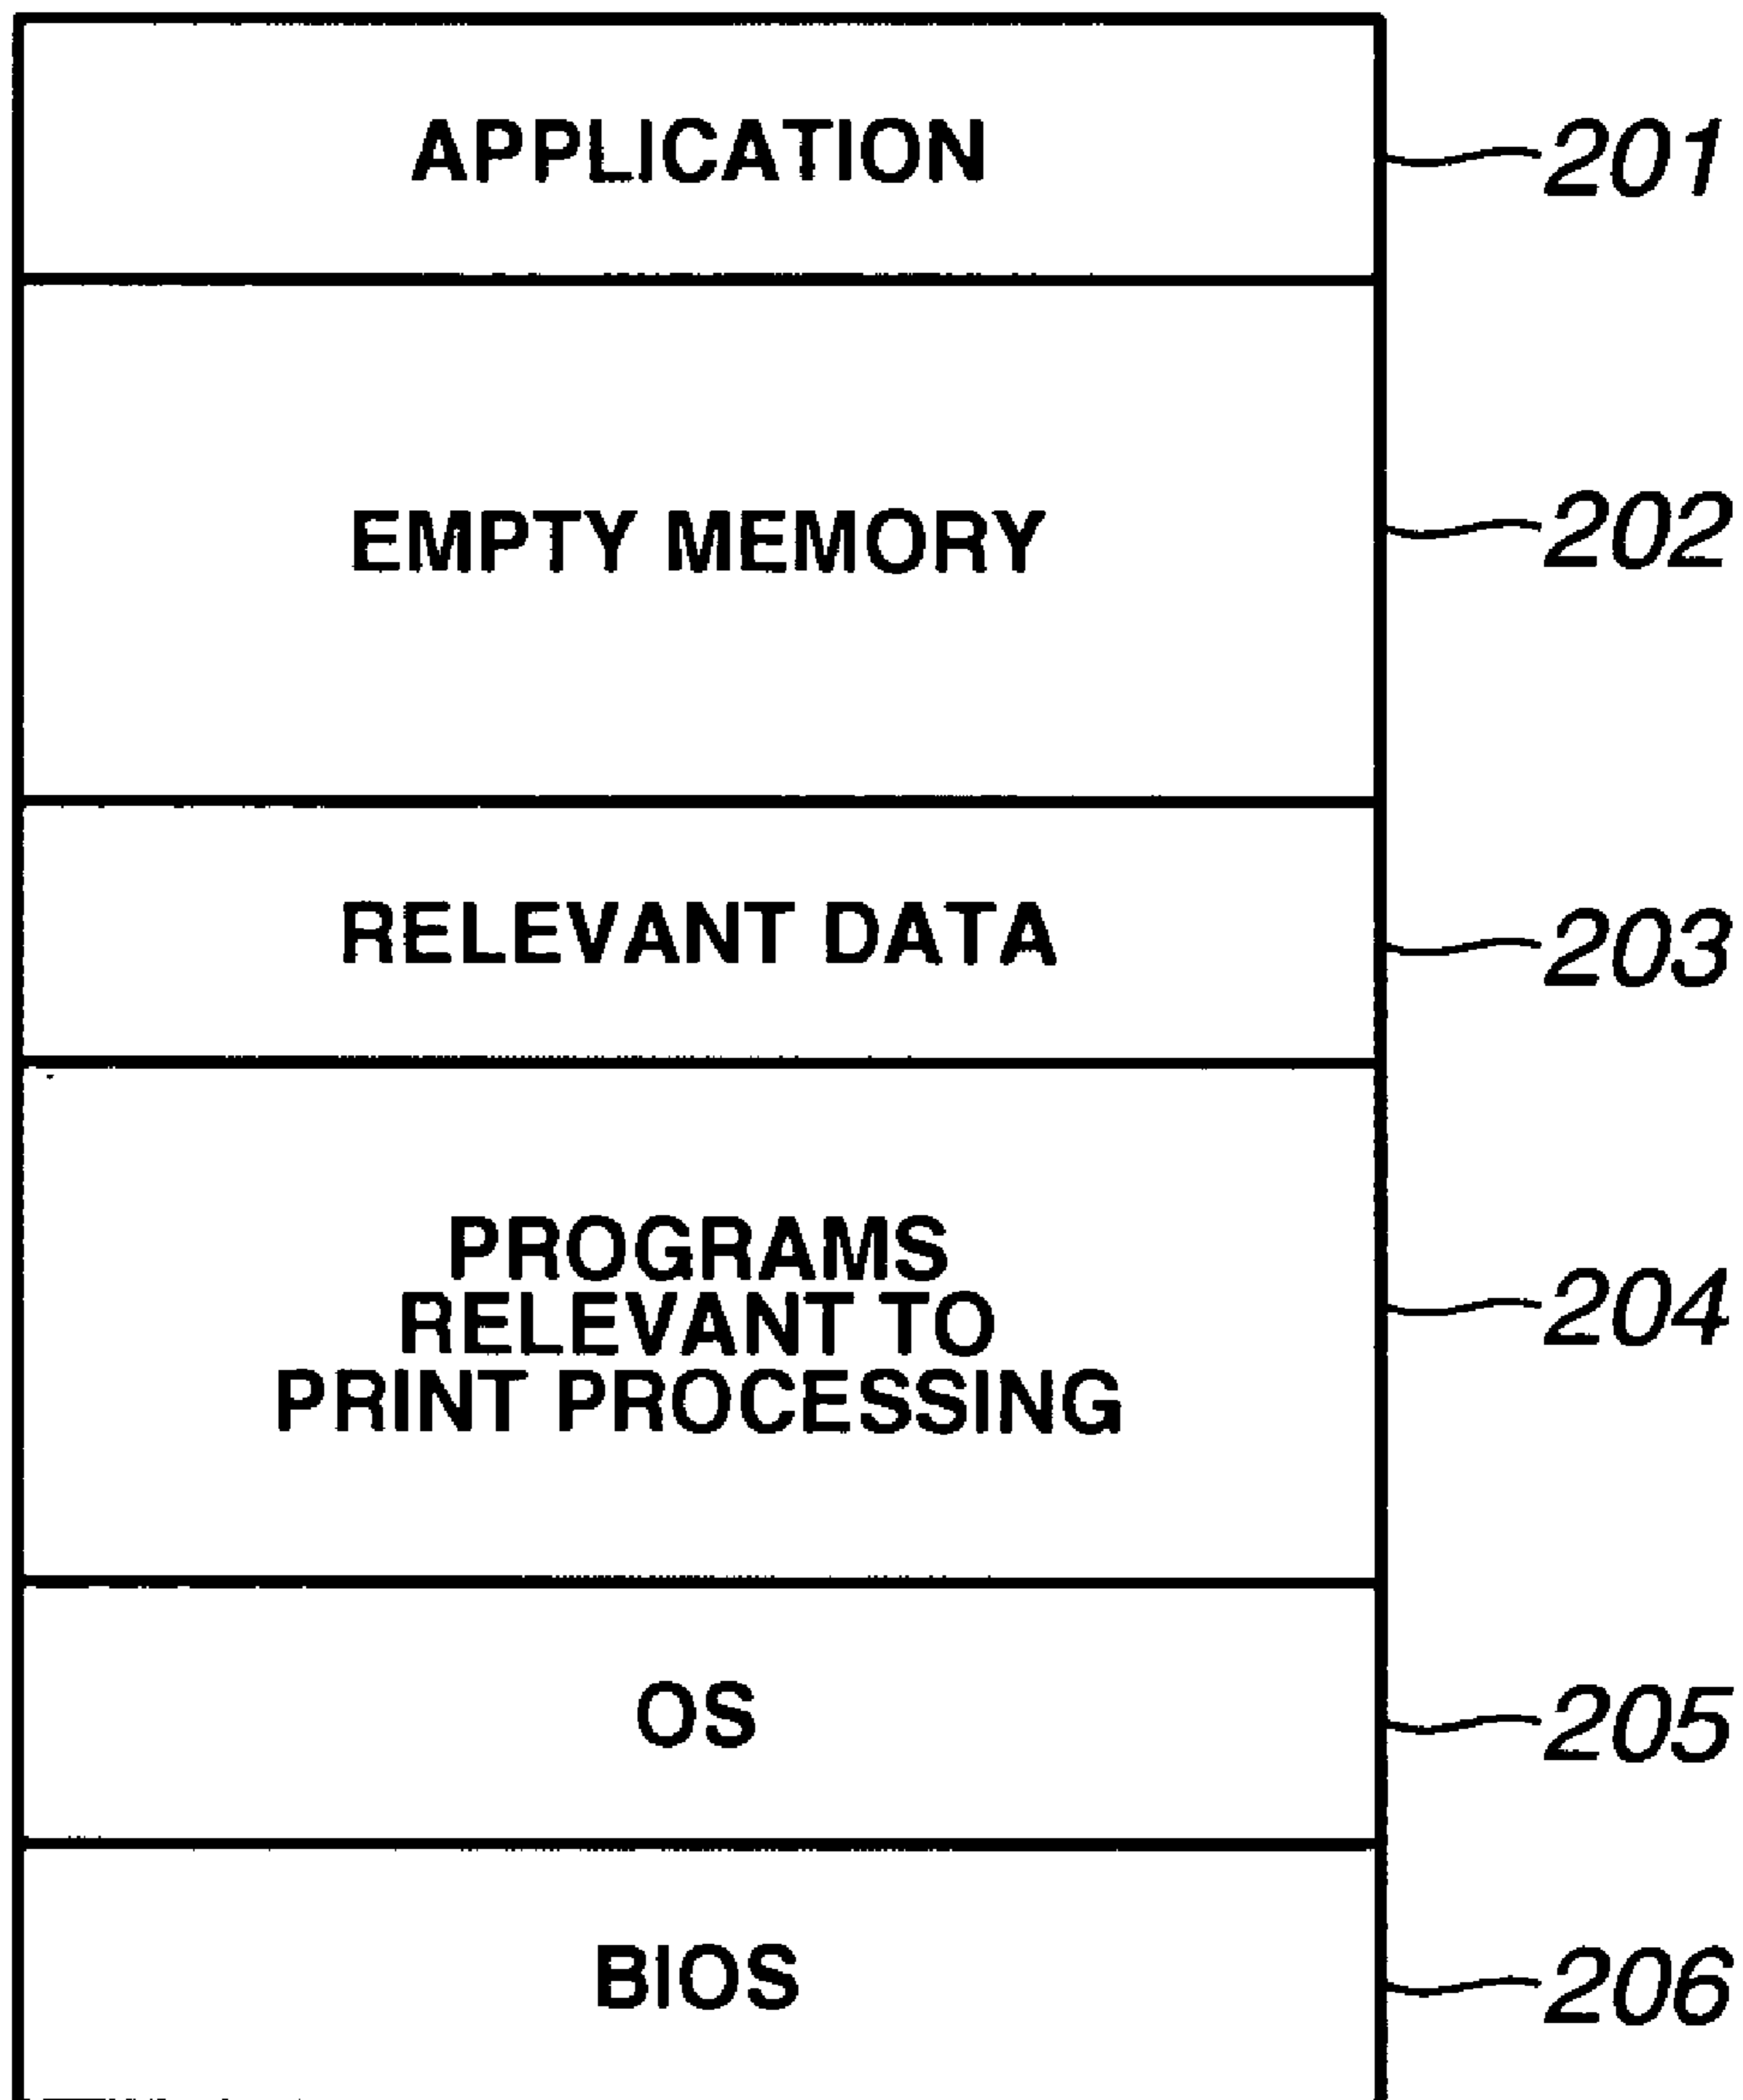 APPLICATION 201
EMPTY MEMORY 202
RELEVANT DATA 203
PROGRAMS
RELEVANT TO 204
PRINT PROCESSING
OS 205
BIOS 206